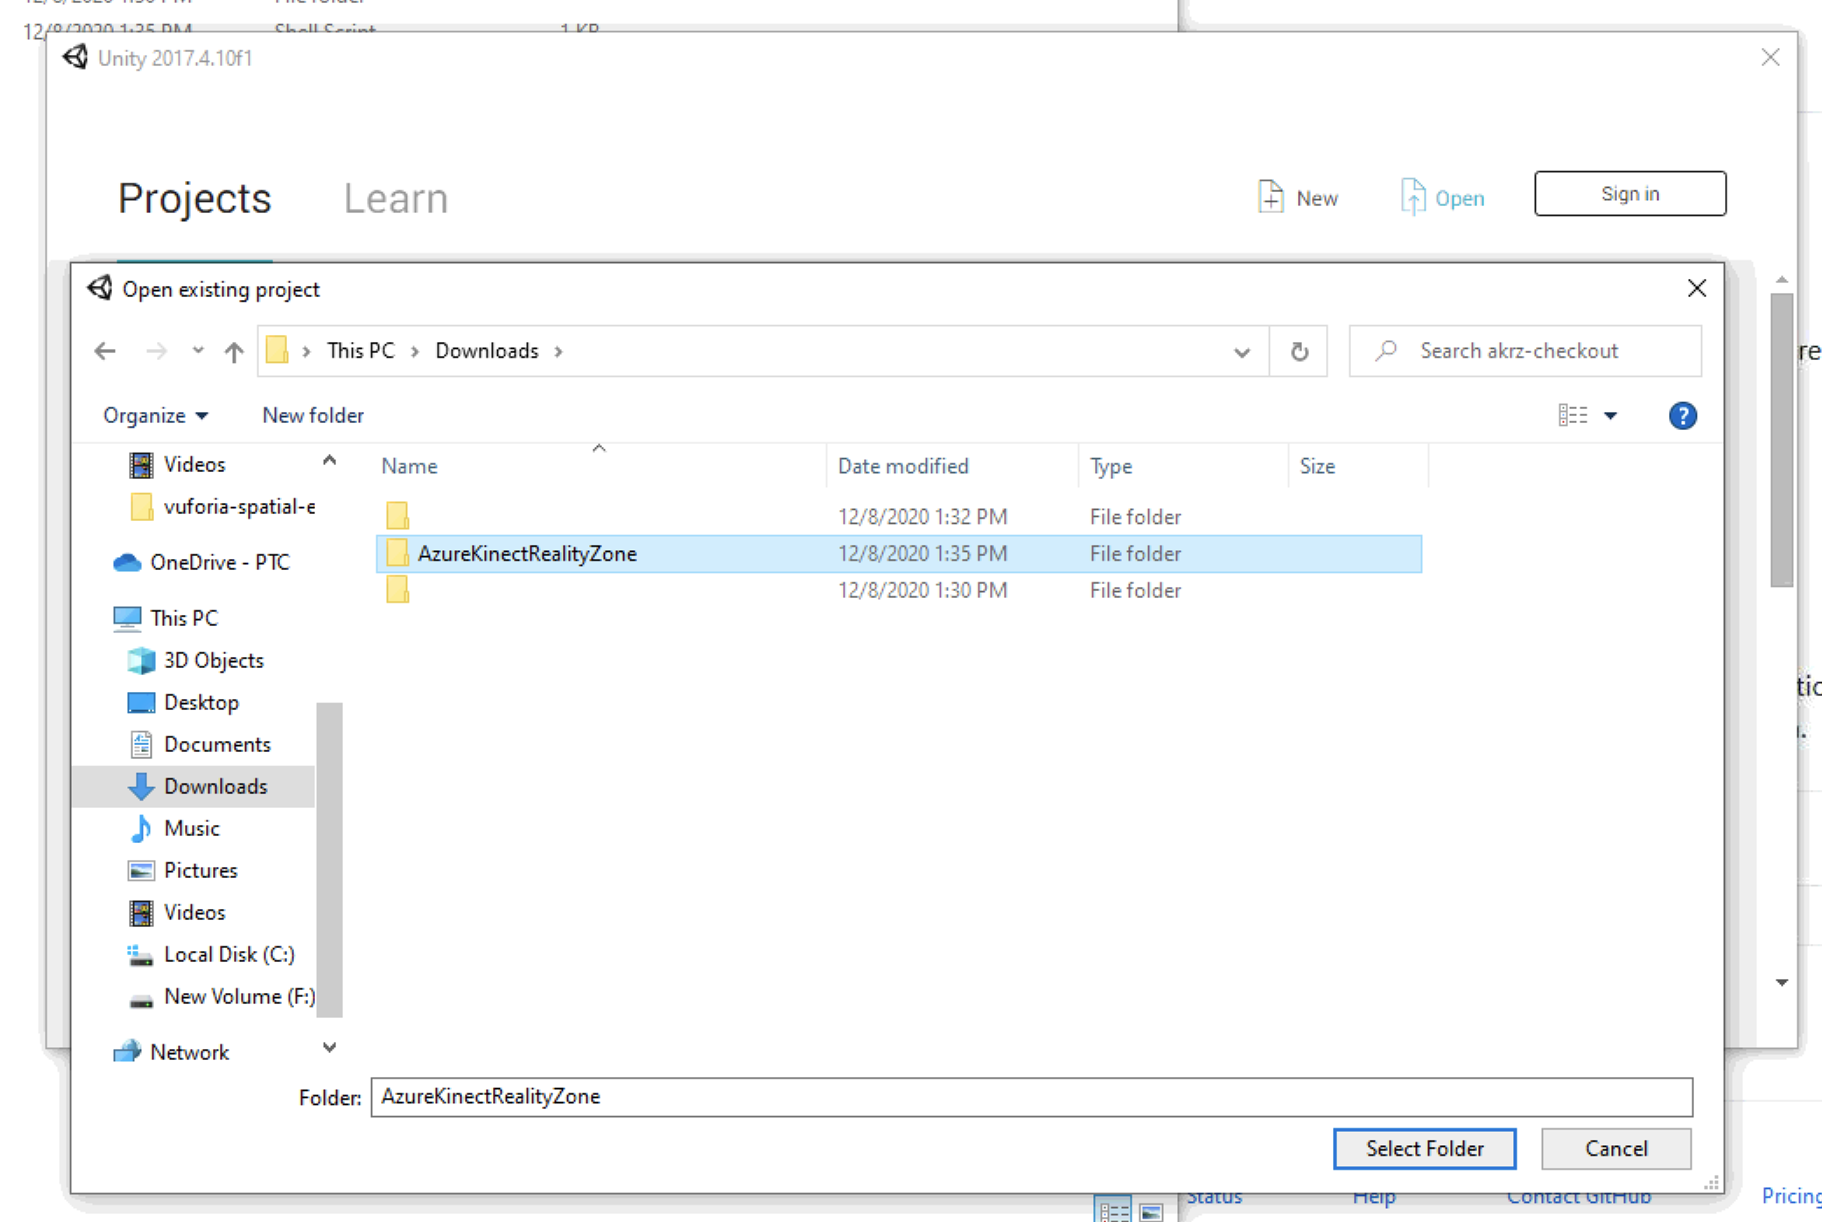 12/8/2020 1:35 PM Shell Script 1 KB
Unity 2017.4.10f1
Projects Learn New Open Sign in
Open existing project
This PC Downloads Search akrz-checkout
Organize New folder ?
Videos Name Date modified Type Size
vuforia-spatial-e
12/8/2020 1:32 PM File folder
AzureKinectRealityZone 12/8/2020 1:35 PM File folder
12/8/2020 1:30 PM File folder
OneDrive - PTC
This PC
3D Objects
Desktop
Documents
Downloads
Music
Pictures
Videos
Local Disk (C:)
New Volume (F:)
Network
Folder: AzureKinectRealityZone
Select Folder Cancel
Status Help Contact GitHub Pricing